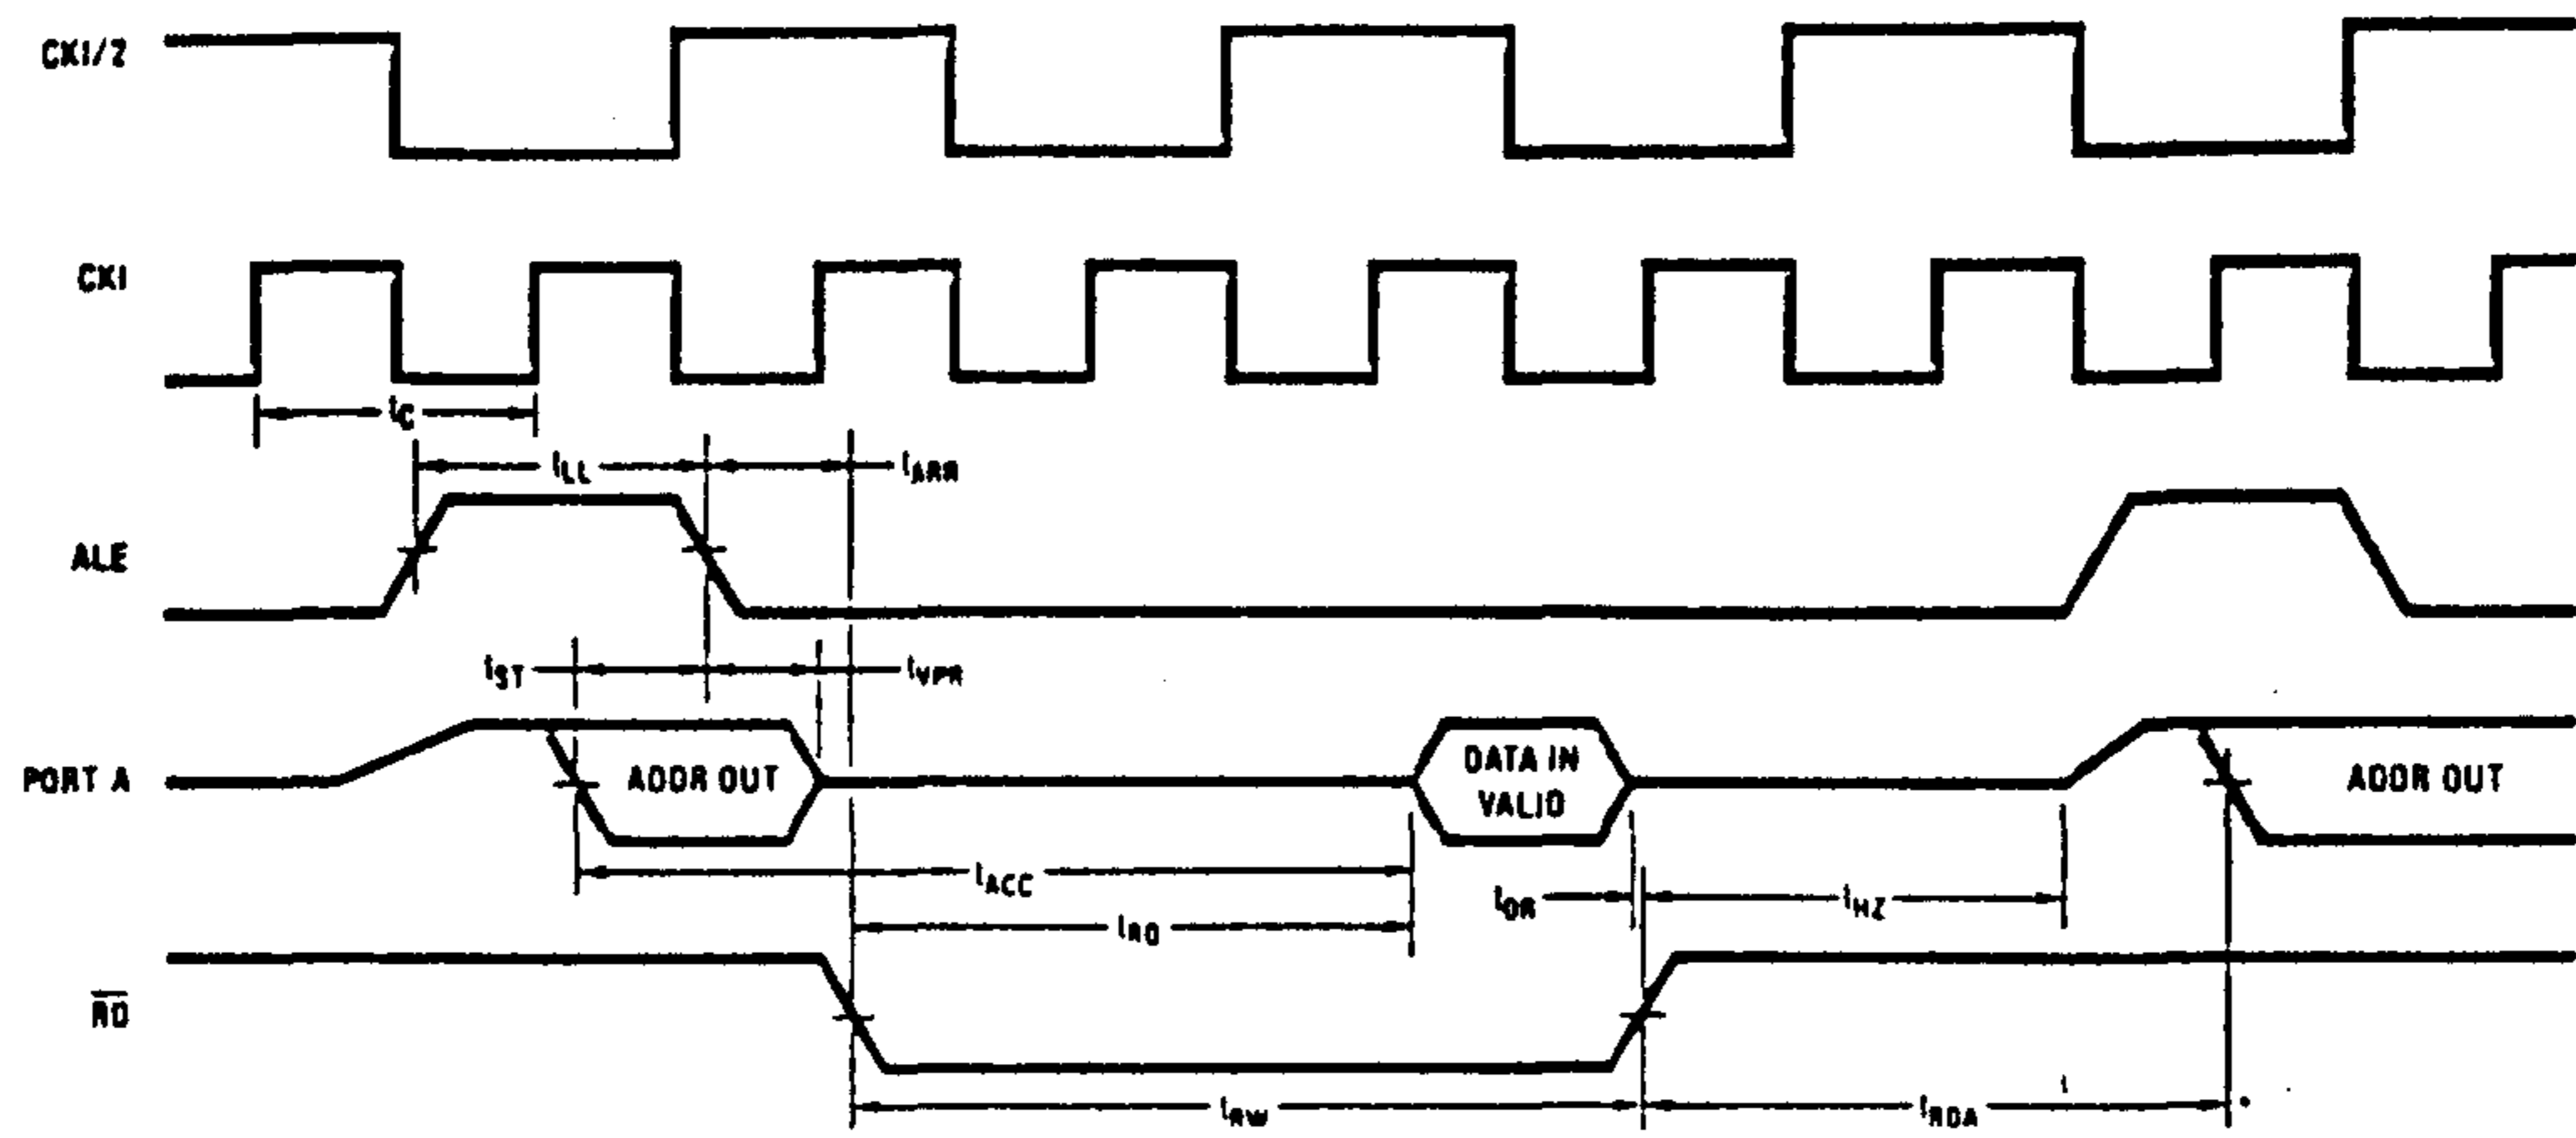 CKI/2
CKI
tC
tLL
tARR
ALE
tST
tVPR
PORT A
ADDR OUT
DATA IN
VALID
ADDR OUT
tACC
tDR
tHZ
tRD
RD
tRW
tRDA